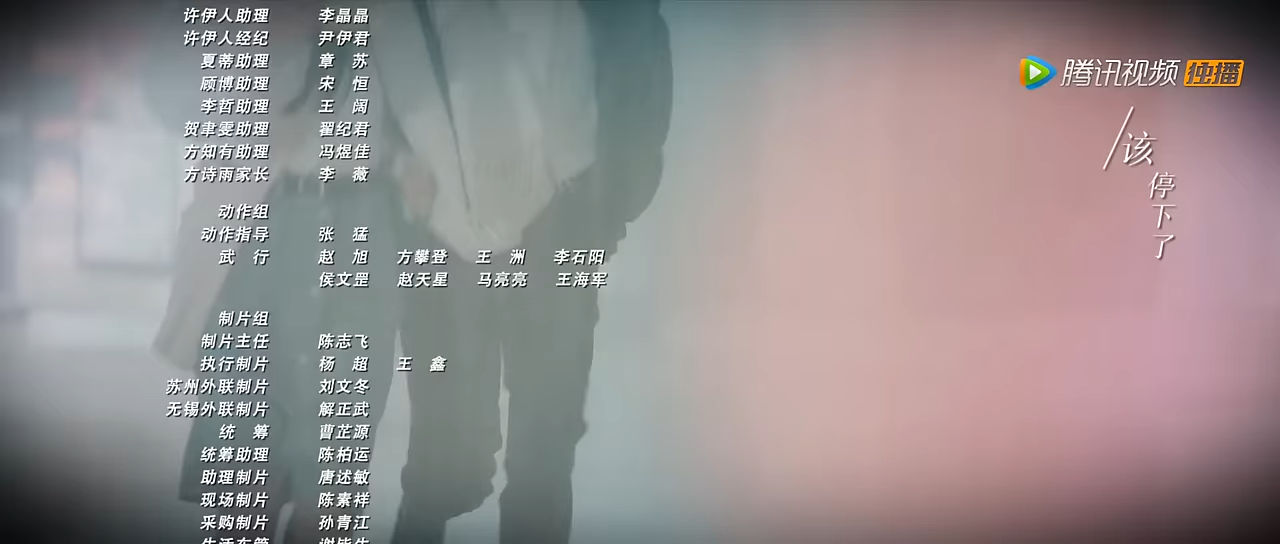 许伊人助理 李晶晶
许伊人经纪 尹伊君
夏蒂助理 章 苏
顾博助理 宋 恒
李哲助理 王 阔
贺聿雯助理 翟纪君
方知有助理 冯煜佳
方诗雨家长 李 薇
动作组
动作指导 张 猛
武 行 赵 旭 方攀登 王 洲 李石阳
侯文罡 赵天星 马亮亮 王海军
制片组
制片主任 陈志飞
执行制片 杨 超 王 鑫
苏州外联制片 刘文冬
无锡外联制片 解正武
统 筹 曹芷源
统筹助理 陈柏运
助理制片 唐述敏
现场制片 陈素祥
采购制片 孙青江
腾讯视频 独播
该停下了